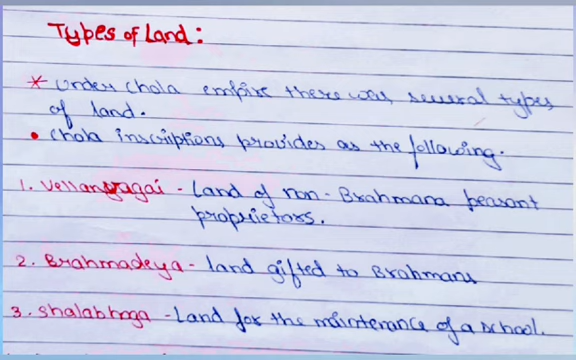 Types of Land:
* Under Chola empire there was, several types
of land.
• Chola inscriptions provides as the following.
1. Vellanvagai - Land of non-Brahmana peasant
proprietors.
2. Brahmadeya - land gifted to Brahmans
3. Shalabhoga - Land for the maintenance of a school.